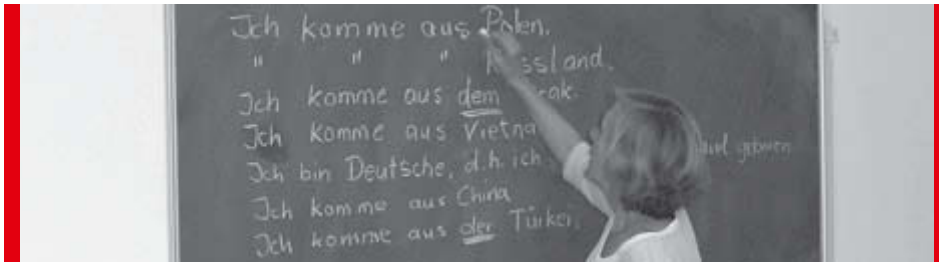 Ich komme aus Polen.
" " " Russland.
Ich komme aus dem Irak.
Ich komme aus Vietna
Ich bin Deutsche, d.h. ich
geboren
Ich komme aus China
Ich komme aus der Türkei.